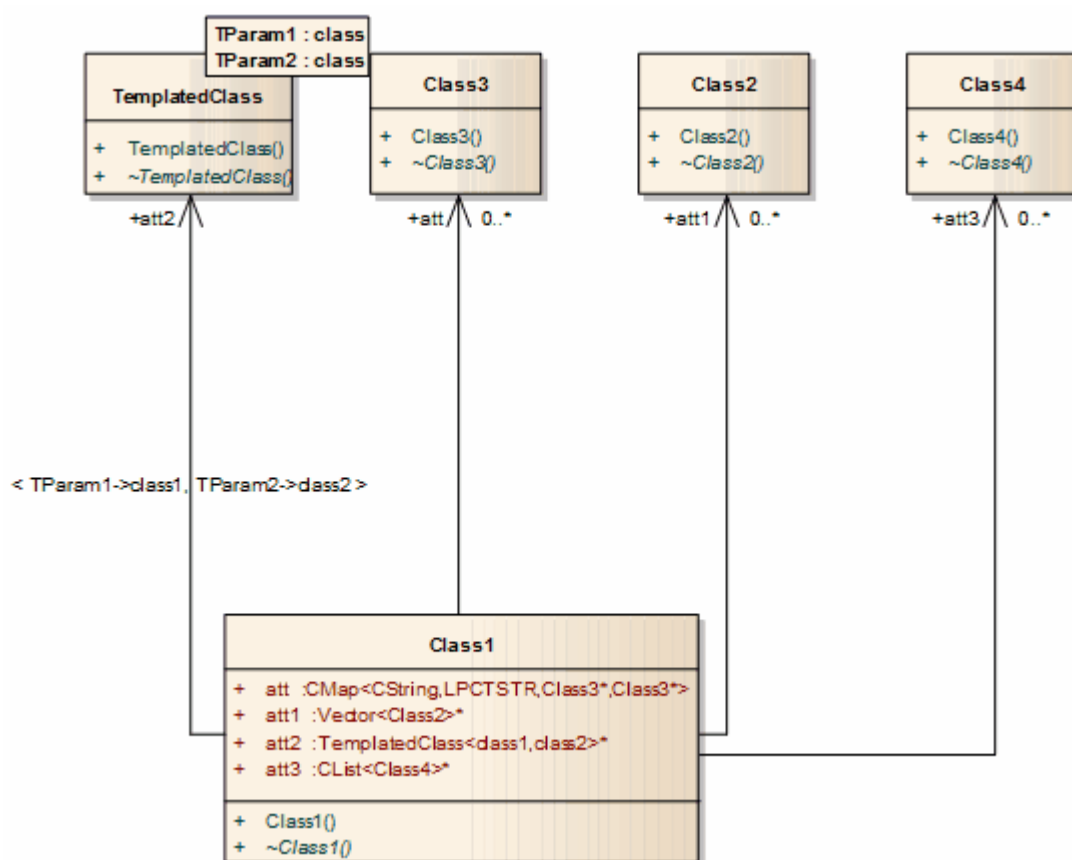 TParam1 : class
TParam2 : class
TemplatedClass
+ TemplatedClass()
+ ~TemplatedClass()
Class3
+ Class3()
+ ~Class3()
Class2
+ Class2()
+ ~Class2()
Class4
+ Class4()
+ ~Class4()
+att2
+att 0..*
+att1 0..*
+att3 0..*
< TParam1->class1, TParam2->class2 >
Class1
+ att :CMap<CString,LPCTSTR,Class3*,Class3*>
+ att1 :Vector<Class2>*
+ att2 :TemplatedClass<class1,class2>*
+ att3 :CList<Class4>*
+ Class1()
+ ~Class1()